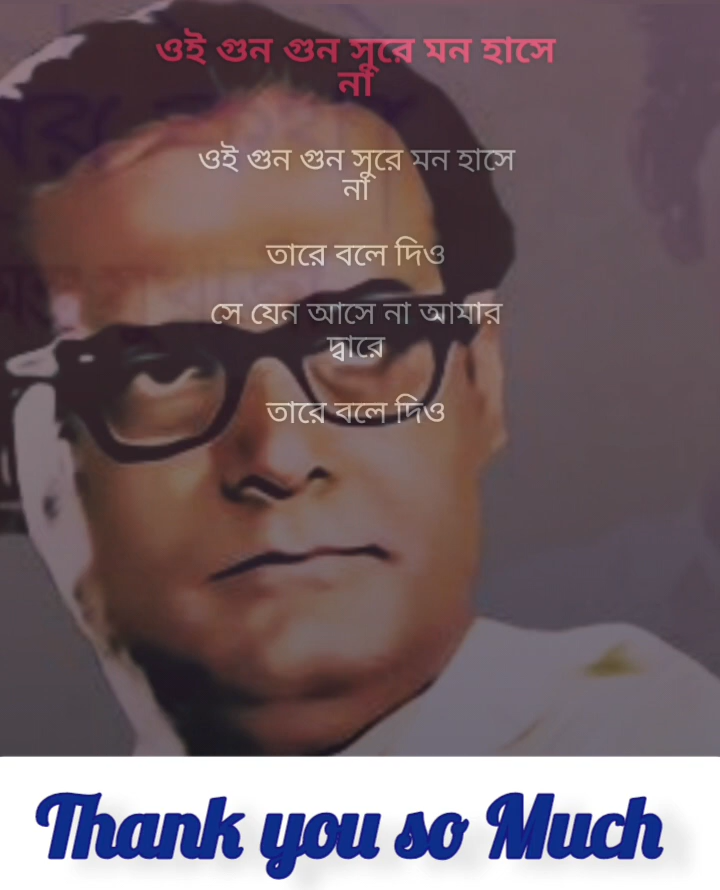 ওই গুন গুন সুরে মন হাসে
না
ওই গুন গুন সুরে মন হাসে
না
তারে বলে দিও
সে যেন আসে না আমার
দ্বারে
তারে বলে দিও
Thank you so Much